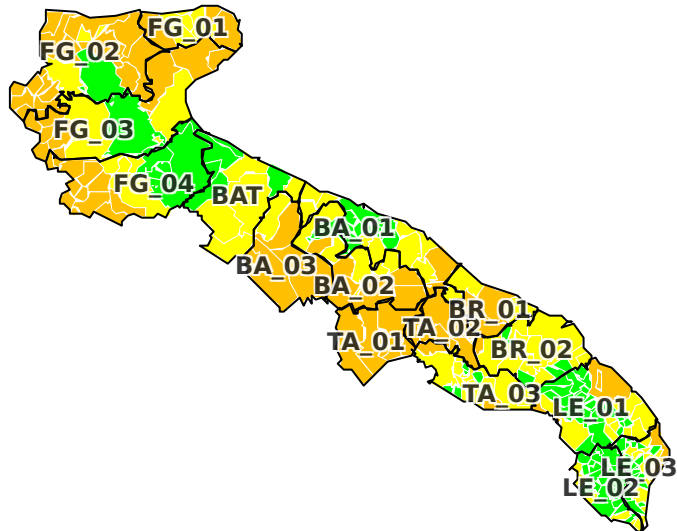 FG_01
FG_02
FG_03
FG_04
BAT
BA_01
BA_03
BA_02
BR_01
TA_02
TA_01
BR_02
TA_03
LE_01
LE_03
LE_02